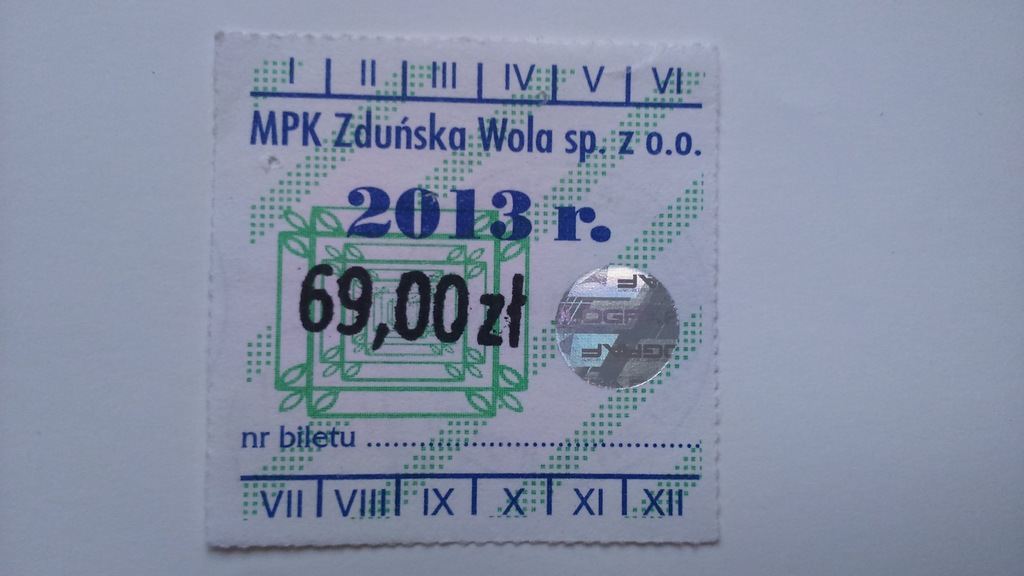 I II III IV V VI
MPK Zduńska Wola sp. z o.o.
2013 r.
69,00 zł
nr biletu ..........................................
VII VIII IX X XI XII